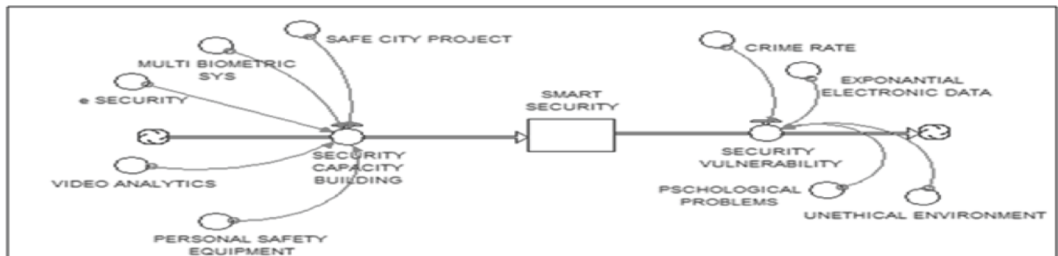 SAFE CITY PROJECT
MULTI BIOMETRIC
SYS
e SECURITY
VIDEO ANALYTICS
PERSONAL SAFETY
EQUIPMENT
SECURITY
CAPACITY
BUILDING
SMART
SECURITY
CRIME RATE
EXPONANTIAL
ELECTRONIC DATA
SECURITY
VULNERABILITY
PSCHOLOGICAL
PROBLEMS
UNETHICAL ENVIRONMENT